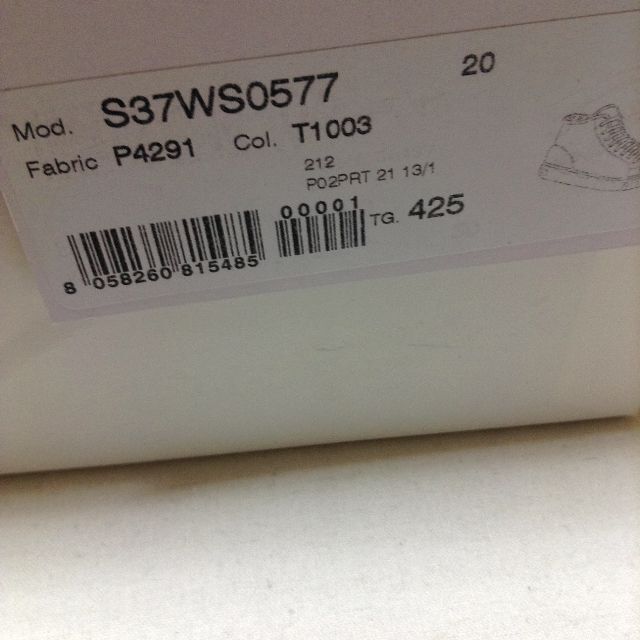 Mod. S37WS0577 20
Fabric P4291 Col. T1003
212
P02PRT 21 13/1
00001 TG. 425
8 058260 815485